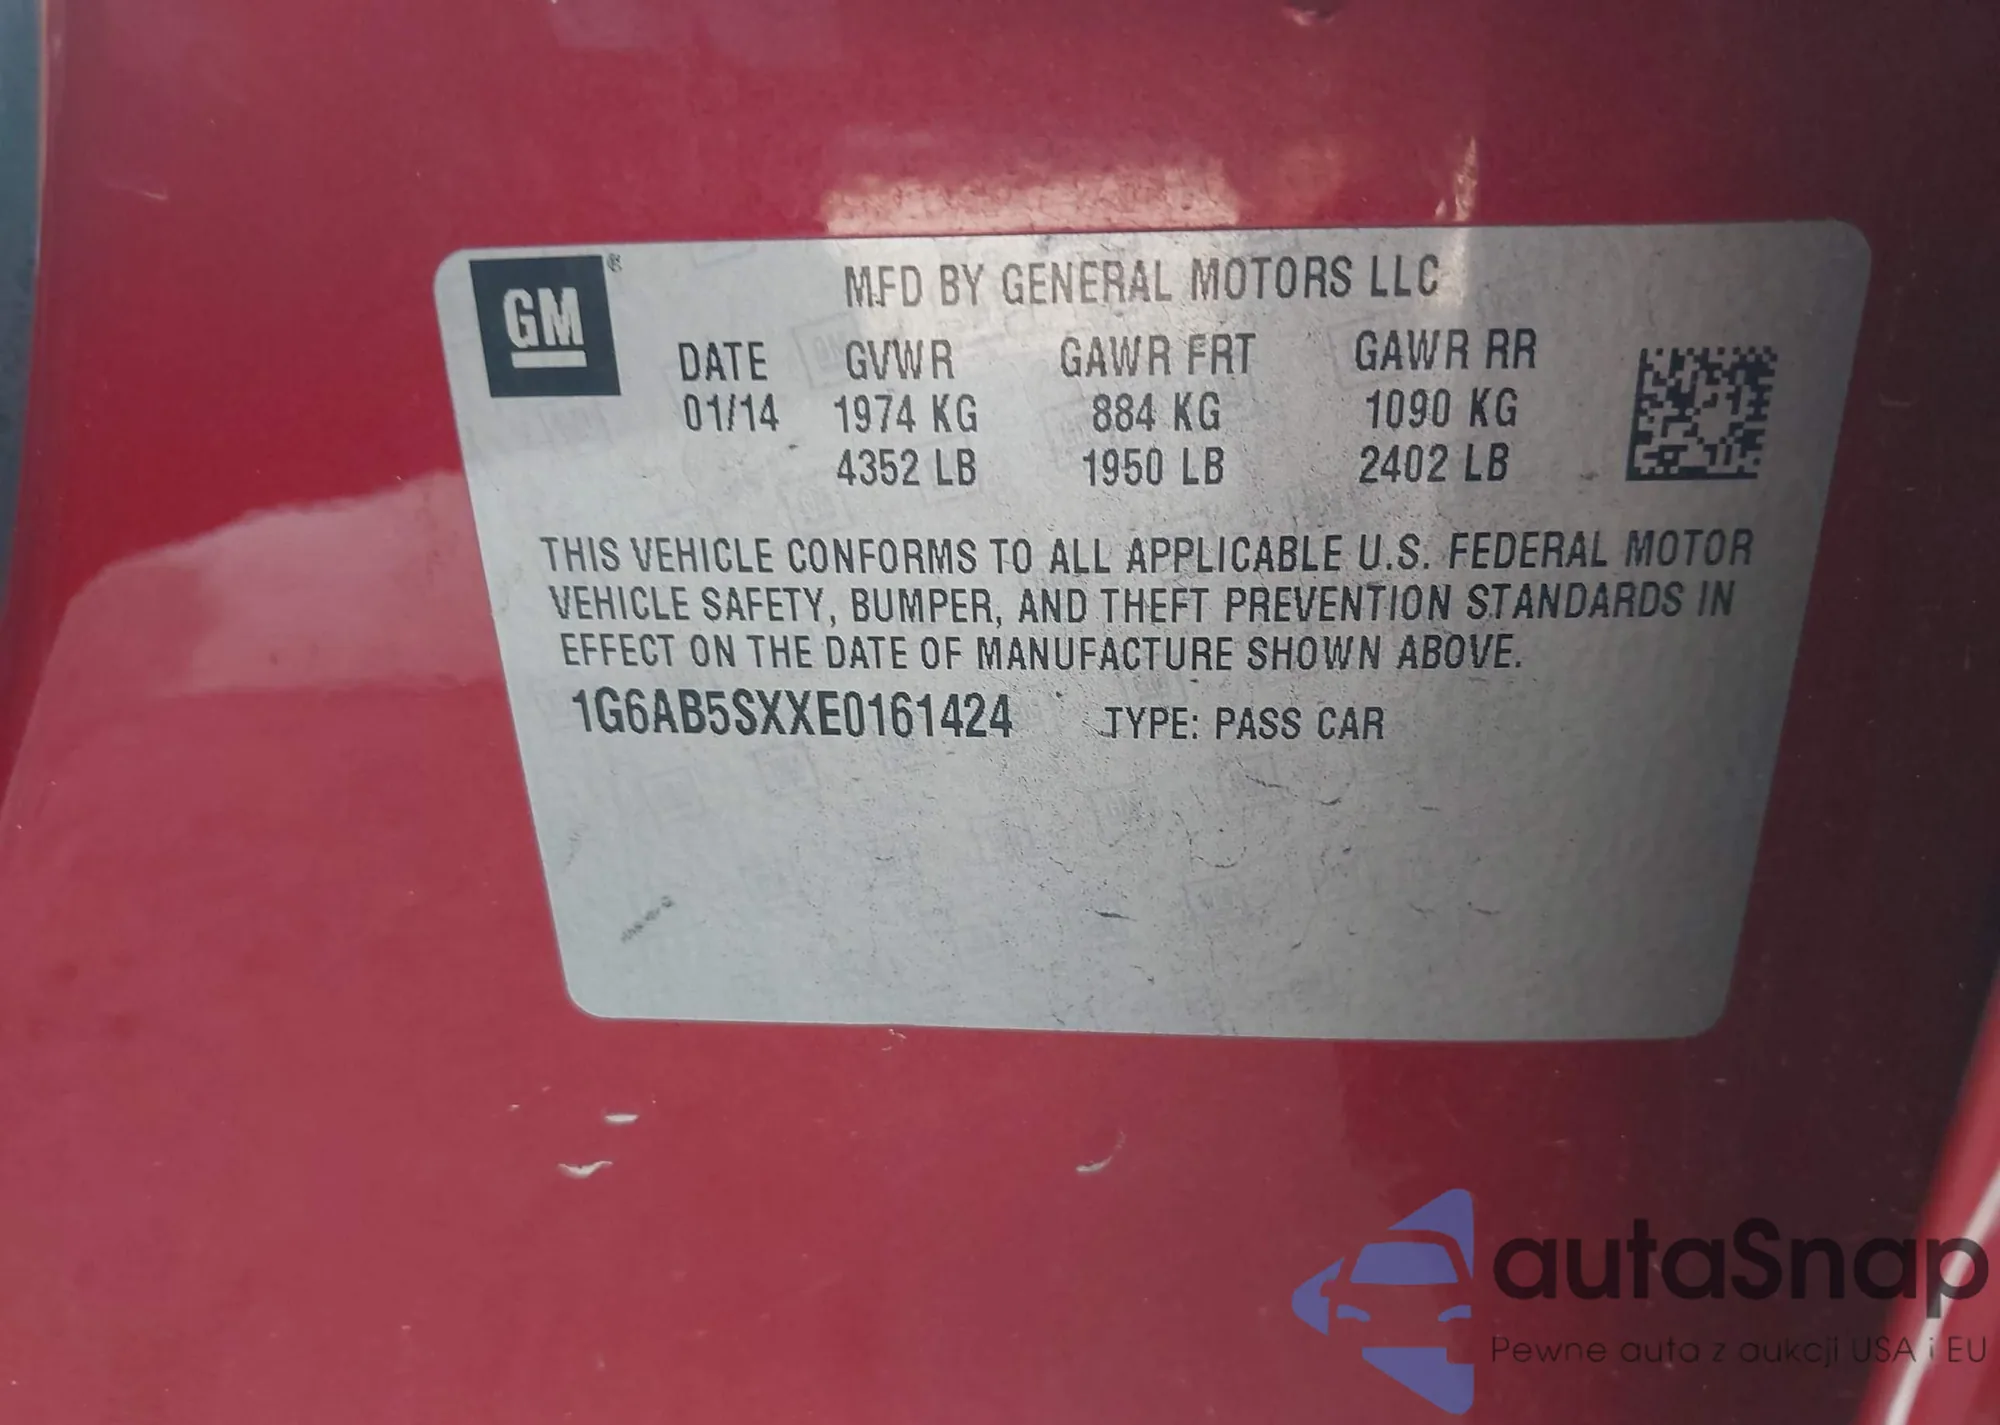 GM ®
MFD BY GENERAL MOTORS LLC
DATE GVWR GAWR FRT GAWR RR
01/14 1974 KG 884 KG 1090 KG
4352 LB 1950 LB 2402 LB
THIS VEHICLE CONFORMS TO ALL APPLICABLE U.S. FEDERAL MOTOR
VEHICLE SAFETY, BUMPER, AND THEFT PREVENTION STANDARDS IN
EFFECT ON THE DATE OF MANUFACTURE SHOWN ABOVE.
1G6AB5SXXE0161424 TYPE: PASS CAR
autaSnap
Pewne auta z aukcji USA i EU